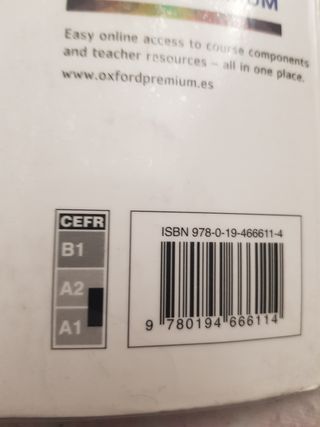 UM
Easy online access to course components
and teacher resources – all in one place.
www.oxfordpremium.es
CEFR
B1
A2
A1
ISBN 978-0-19-466611-4
9 780194 666114